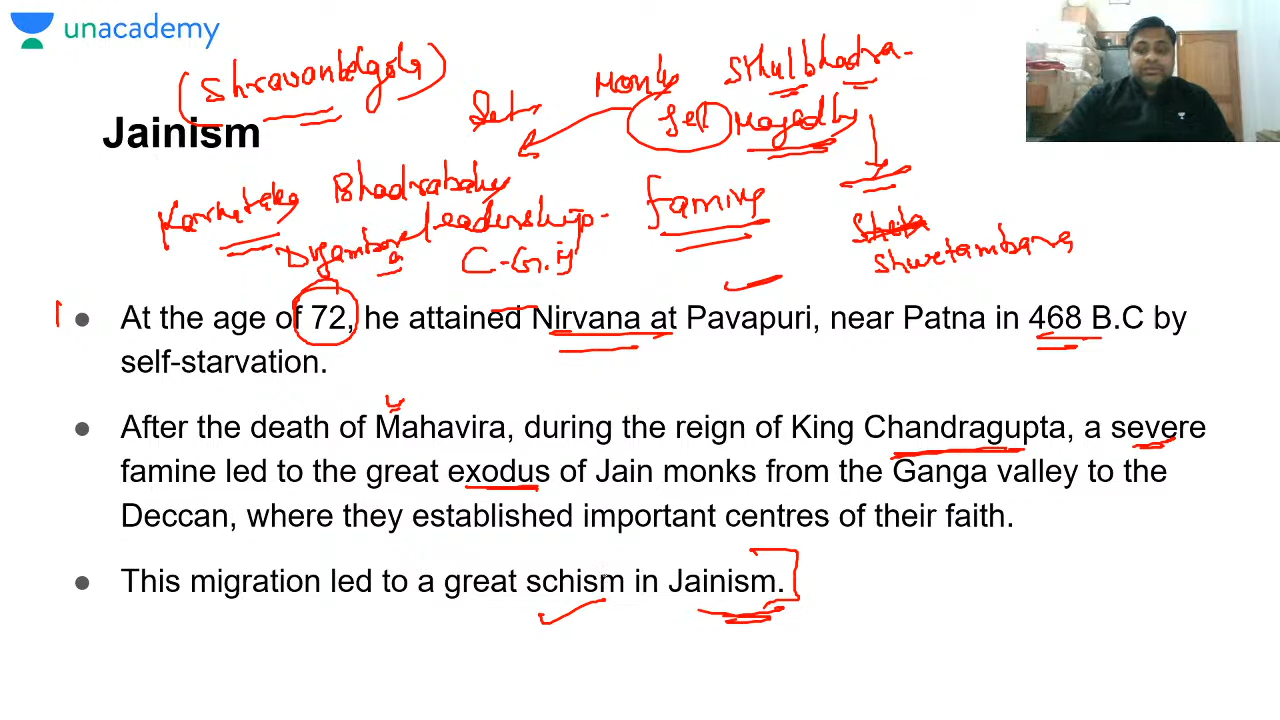 unacademy
(Shravanbelgola)
Monks
Sthulbhadra.
Set
Jainism
Magadh
Karnataka
Bhadrabahu
leadership.
famine
Digambara
Shwetambara
At the age of 72, he attained Nirvana at Pavapuri, near Patna in 468 B.C by
self-starvation.
After the death of Mahavira, during the reign of King Chandragupta, a severe
famine led to the great exodus of Jain monks from the Ganga valley to the
Deccan, where they established important centres of their faith.
This migration led to a great schism in Jainism.